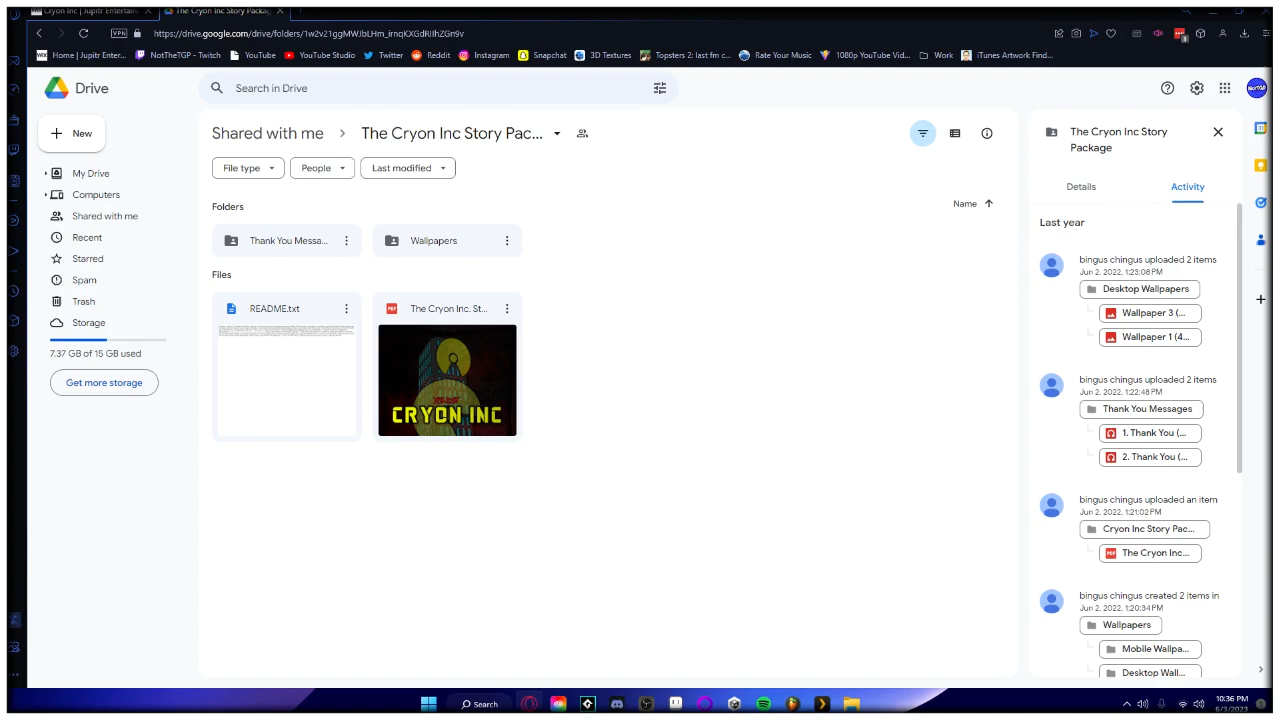 Cryon Inc | Jupitr Entertain
The Cryon Inc Story Packag
VPN
https://drive.google.com/drive/folders/1w2v21ggMWJbLHm_irnqKXGdRIIhZGn9v
Home | Jupitr Enter...
NotTheTGP - Twitch
YouTube
YouTube Studio
Twitter
Reddit
Instagram
Snapchat
3D Textures
Topsters 2: last fm c...
Rate Your Music
1080p YouTube Vid...
Work
iTunes Artwork Find...
Drive
Search in Drive
New
My Drive
Computers
Shared with me
Recent
Starred
Spam
Trash
Storage
7.37 GB of 15 GB used
Get more storage
Shared with me
The Cryon Inc Story Pac...
File type
People
Last modified
Folders
Name
Thank You Messa...
Wallpapers
Files
README.txt
PDF
The Cryon Inc. St...
CRYON INC
The Cryon Inc Story
Package
Details
Activity
Last year
bingus chingus uploaded 2 items
Jun 2, 2022, 1:23:08 PM
Desktop Wallpapers
Wallpaper 3 (...
Wallpaper 1 (4...
bingus chingus uploaded 2 items
Jun 2, 2022, 1:22:48 PM
Thank You Messages
1. Thank You (...
2. Thank You (...
bingus chingus uploaded an item
Jun 2, 2022, 1:21:02 PM
Cryon Inc Story Pac...
PDF
The Cryon Inc...
bingus chingus created 2 items in
Jun 2, 2022, 1:20:34 PM
Wallpapers
Mobile Wallpa...
Desktop Wall...
Search
10:36 PM
6/3/2023